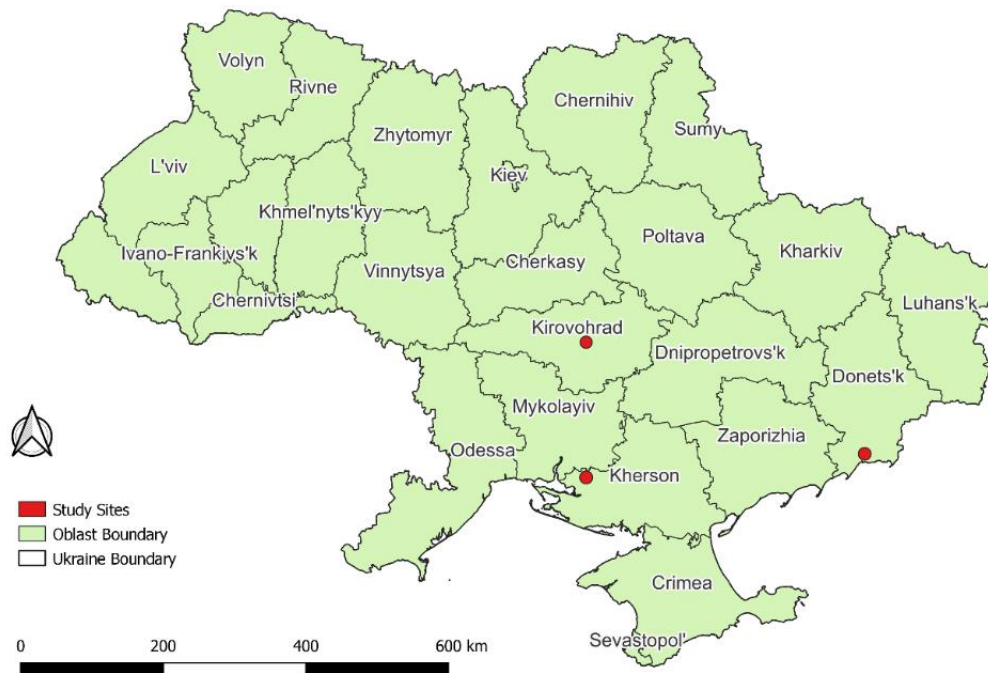 Volyn
Rivne
Chernihiv
Zhytomyr
Sumy
L'viv
Kiev
Khmel'nyts'kyy
Poltava
Ivano-Frankivs'k
Cherkasy
Kharkiv
Vinnytsya
Chernivtsi
Luhans'k
Kirovohrad
Dnipropetrovs'k
Donets'k
Mykolayiv
Zaporizhia
Odessa
Kherson
Study Sites
Oblast Boundary
Ukraine Boundary
Crimea
Sevastopol'
0 200 400 600 km